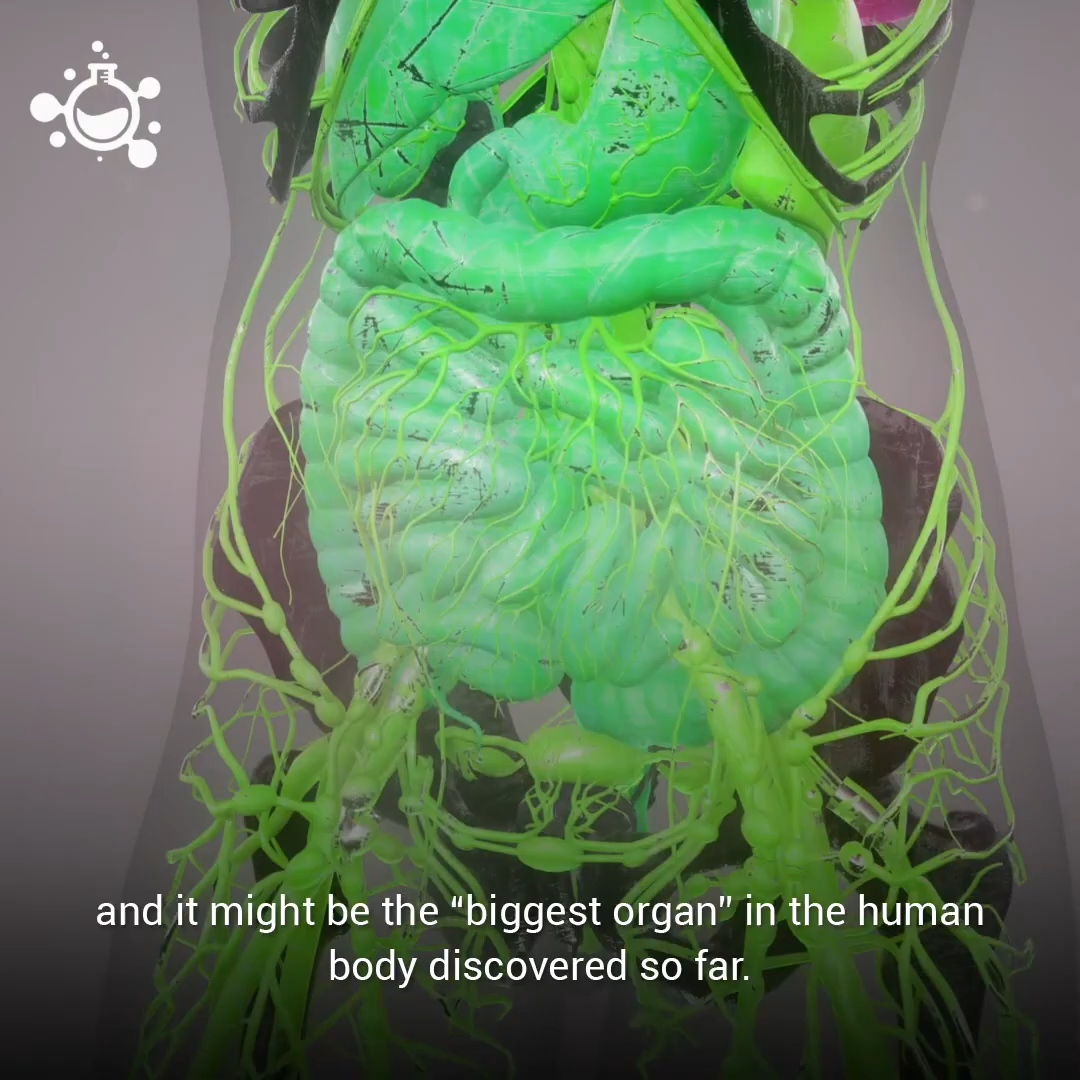 and it might be the “biggest organ” in the human
body discovered so far.